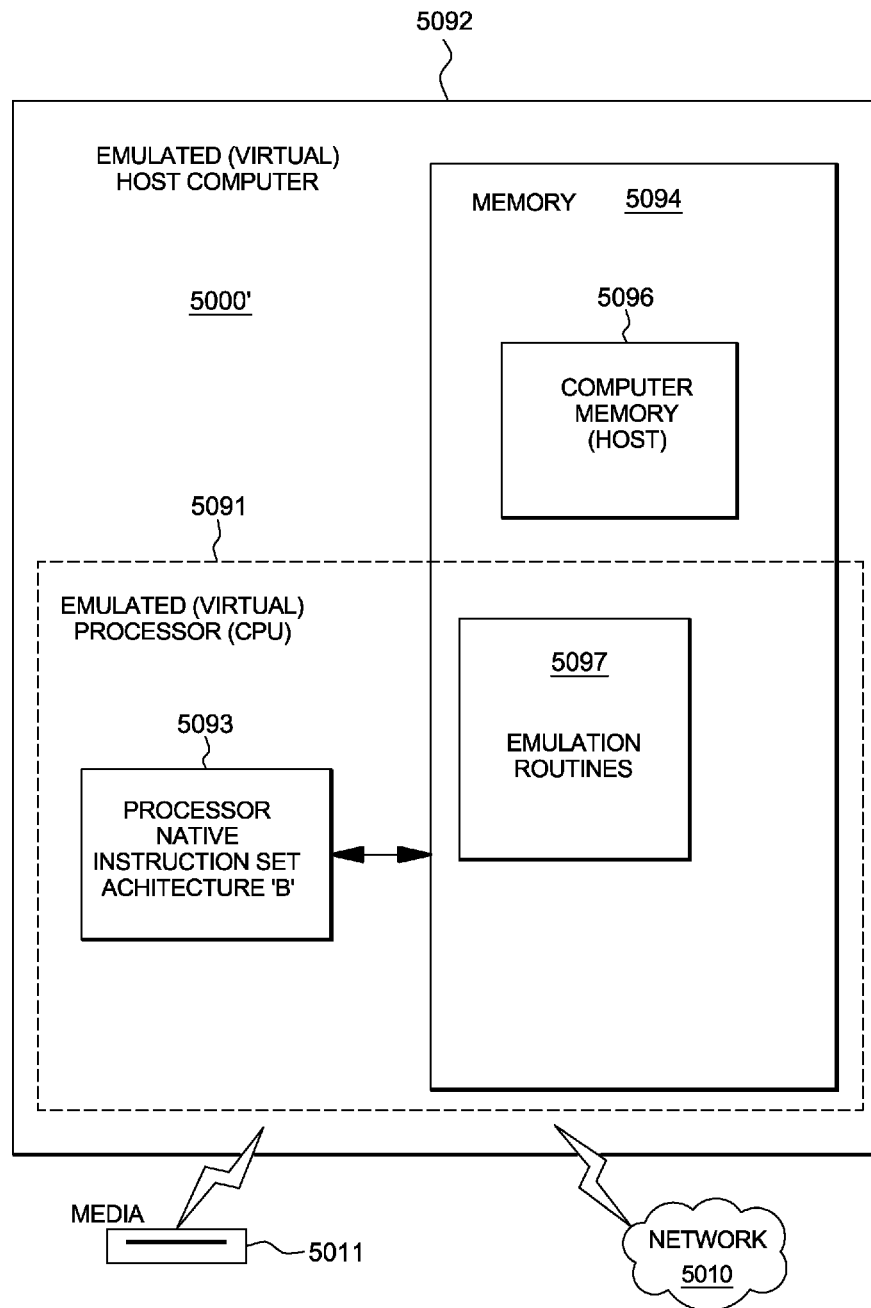 5092
EMULATED (VIRTUAL)
HOST COMPUTER
5000'
MEMORY 5094
5096
COMPUTER
MEMORY
(HOST)
5091
EMULATED (VIRTUAL)
PROCESSOR (CPU)
5093
PROCESSOR
NATIVE
INSTRUCTION SET
ACHITECTURE 'B'
5097
EMULATION
ROUTINES
MEDIA
5011
NETWORK
5010